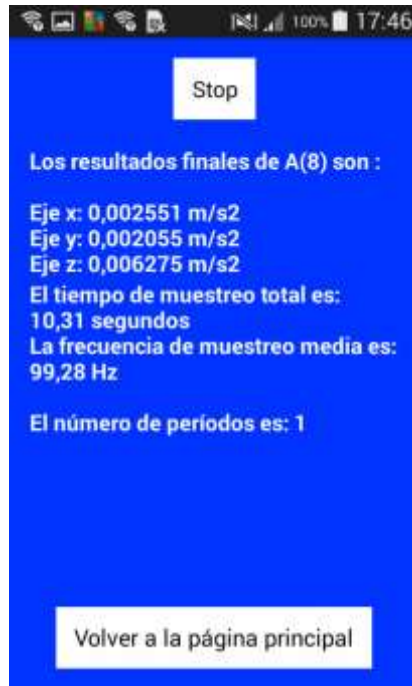 100% 17:46
Stop
Los resultados finales de A(8) son :
Eje x: 0,002551 m/s2
Eje y: 0,002055 m/s2
Eje z: 0,006275 m/s2
El tiempo de muestreo total es:
10,31 segundos
La frecuencia de muestreo media es:
99,28 Hz
El número de períodos es: 1
Volver a la página principal